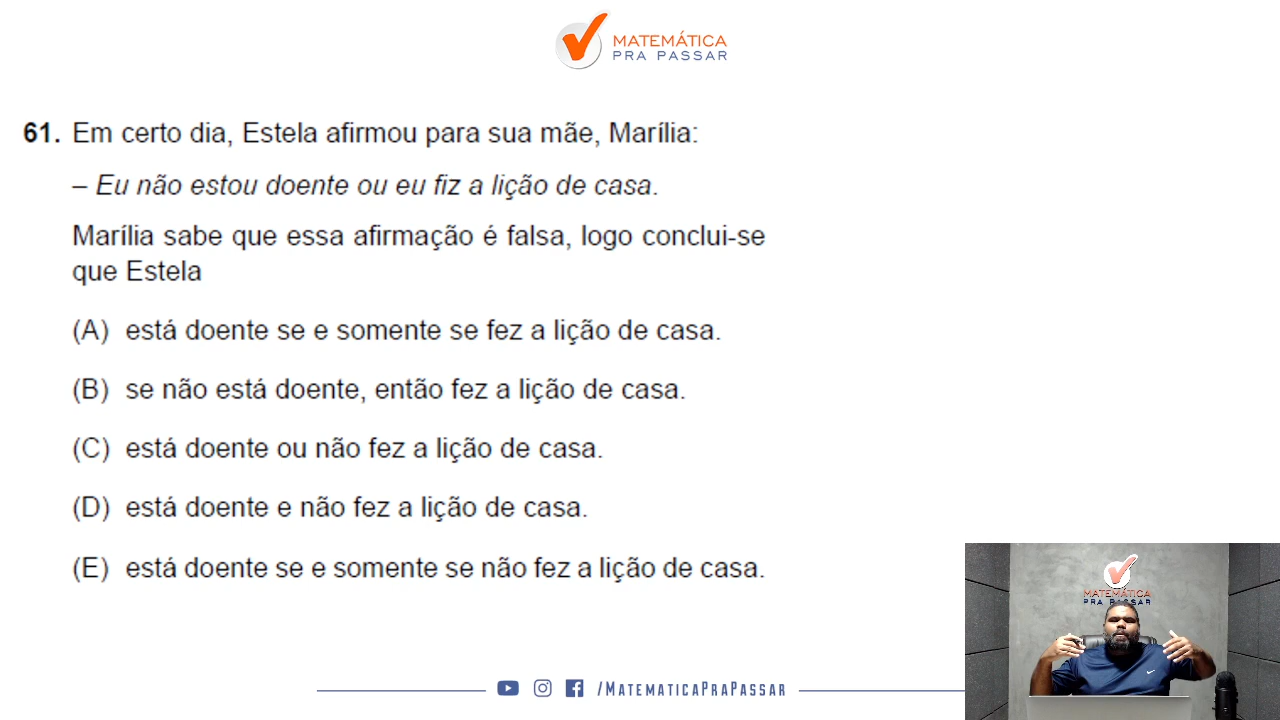 MATEMÁTICA
PRA PASSAR
61. Em certo dia, Estela afirmou para sua mãe, Marília:
– Eu não estou doente ou eu fiz a lição de casa.
Marília sabe que essa afirmação é falsa, logo conclui-se
que Estela
(A) está doente se e somente se fez a lição de casa.
(B) se não está doente, então fez a lição de casa.
(C) está doente ou não fez a lição de casa.
(D) está doente e não fez a lição de casa.
(E) está doente se e somente se não fez a lição de casa.
MATEMÁTICA
PRA PASSAR
/MATEMATICAPRAPASSAR